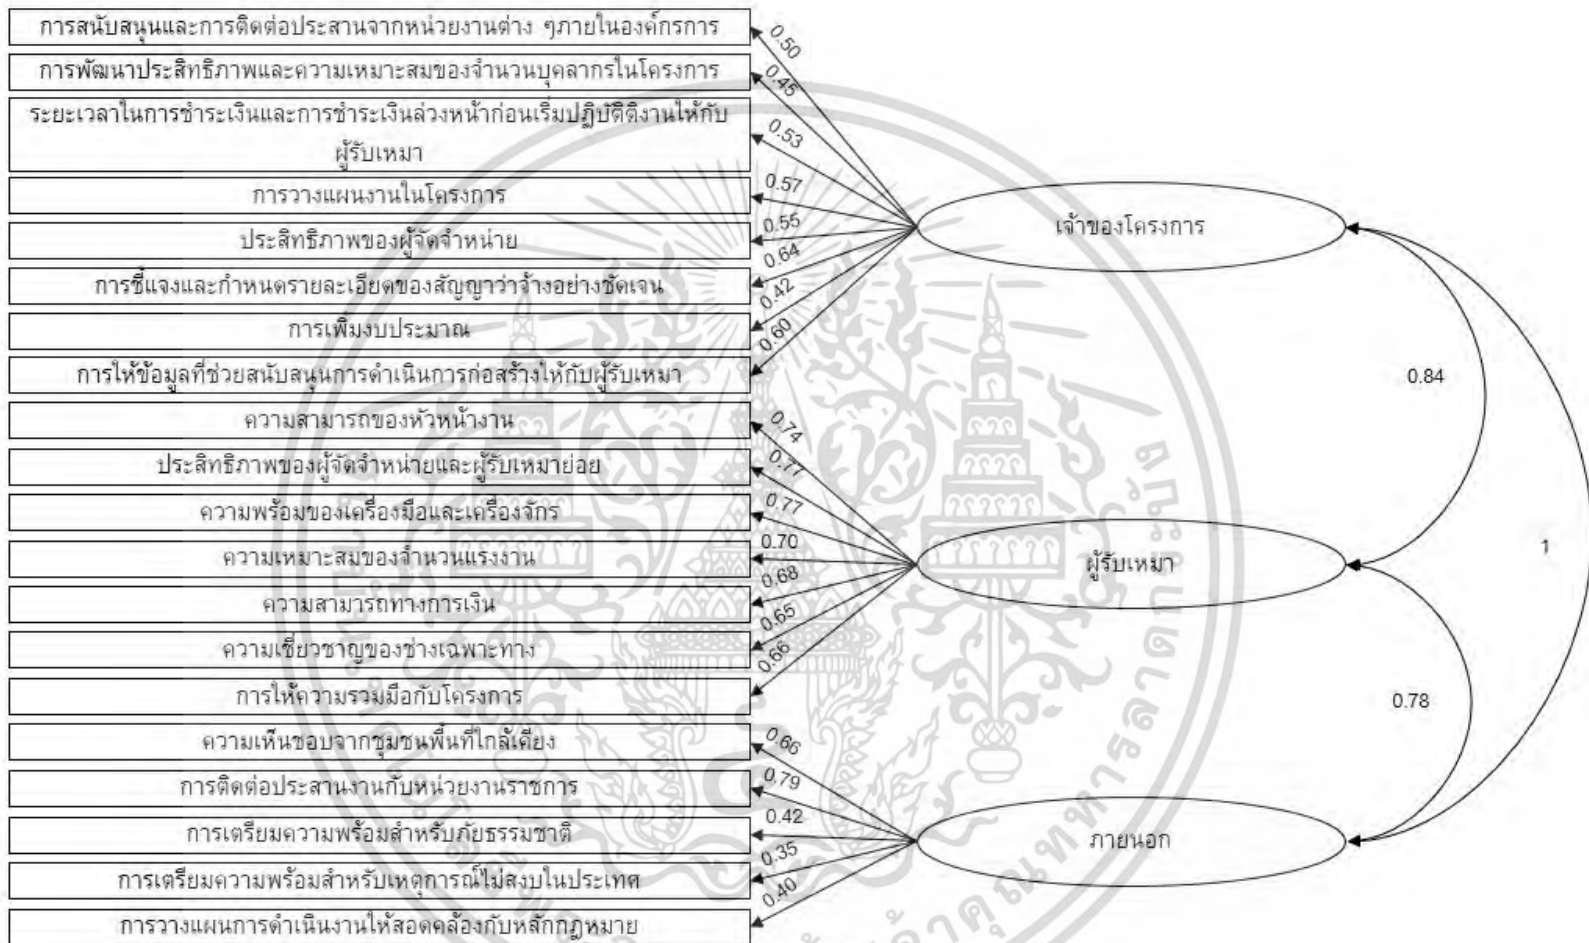 การสนับสนุนและการติดต่อประสานจากหน่วยงานต่าง ๆภายในองค์กรการ
0.50
การพัฒนาประสิทธิภาพและความเหมาะสมของจำนวนบุคลากรในโครงการ
0.45
ระยะเวลาในการชำระเงินและการชำระเงินล่วงหน้าก่อนเริ่มปฏิบัติติงานให้กับ
ผู้รับเหมา
0.53
การวางแผนงานในโครงการ
0.57
ประสิทธิภาพของผู้จัดจำหน่าย
0.55
เจ้าของโครงการ
การชี้แจงและกำหนดรายละเอียดของสัญญาว่าจ้างอย่างชัดเจน
0.64
การเพิ่มงบประมาณ
0.42
การให้ข้อมูลที่ช่วยสนับสนุนการดำเนินการก่อสร้างให้กับผู้รับเหมา
0.60
0.84
ความสามารถของหัวหน้างาน
0.74
ประสิทธิภาพของผู้จัดจำหน่ายและผู้รับเหมาย่อย
0.77
ความพร้อมของเครื่องมือและเครื่องจักร
0.77
ความเหมาะสมของจำนวนแรงงาน
0.70
ผู้รับเหมา
1
ความสามารถทางการเงิน
0.68
ความเชี่ยวชาญของช่างเฉพาะทาง
0.65
การให้ความรวมมือกับโครงการ
0.66
0.78
ความเห็นชอบจากชุมชนพื้นที่ใกล้เคียง
0.66
การติดต่อประสานงานกับหน่วยงานราชการ
0.79
การเตรียมความพร้อมสำหรับภัยธรรมชาติ
0.42
ภายนอก
การเตรียมความพร้อมสำหรับเหตุการณ์ไม่สงบในประเทศ
0.35
การวางแผนการดำเนินงานให้สอดคล้องกับหลักกฎหมาย
0.40